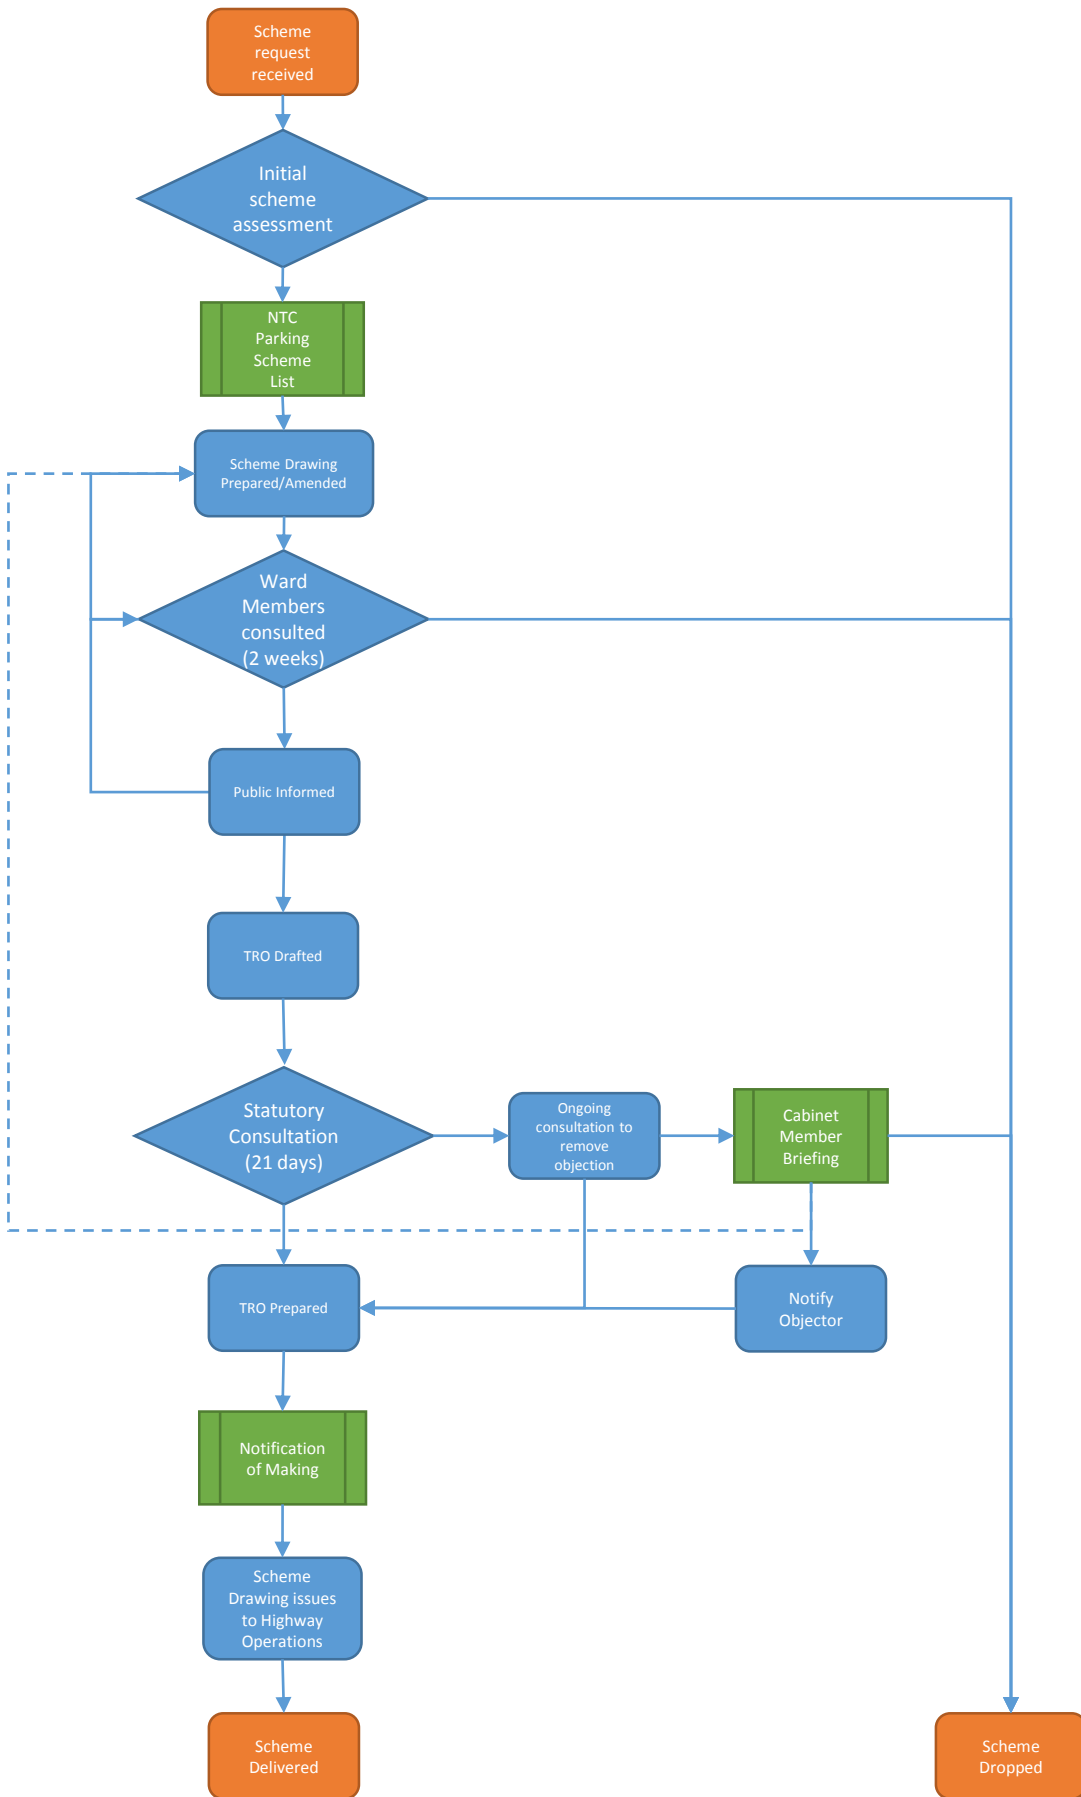 Scheme
request
received
Initial
scheme
assessment
NTC
Parking
Scheme
List
Scheme Drawing
Prepared/Amended
Ward
Members
consulted
(2 weeks)
Public Informed
TRO Drafted
Statutory
Consultation
(21 days)
Ongoing
consultation to
remove
objection
Cabinet
Member
Briefing
TRO Prepared
Notify
Objector
Notification
of Making
Scheme
Drawing issues
to Highway
Operations
Scheme
Delivered
Scheme
Dropped